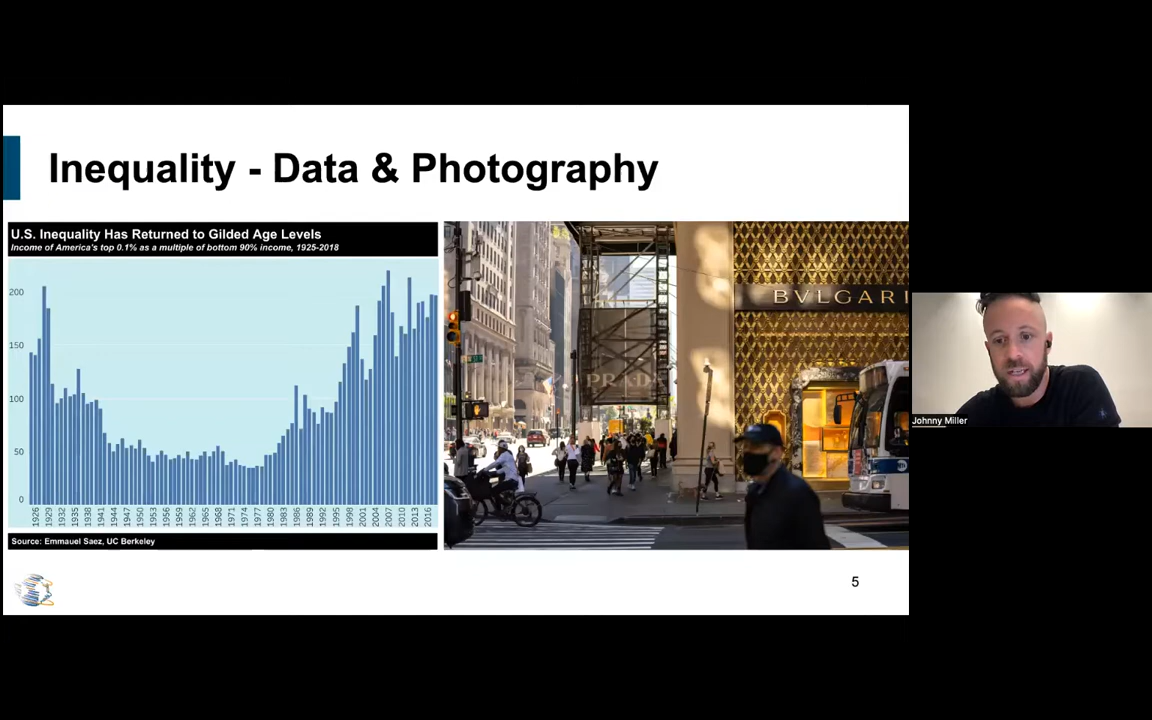 Inequality - Data & Photography
U.S. Inequality Has Returned to Gilded Age Levels
Income of America's top 0.1% as a multiple of bottom 90% income, 1925-2018
200
150
100
50
0
1926 1929 1932 1935 1938 1941 1944 1947 1950 1953 1956 1959 1962 1965 1968 1971 1974 1977 1980 1983 1986 1989 1992 1995 1998 2001 2004 2007 2010 2013 2016
Source: Emmauel Saez, UC Berkeley
BVLGARI
PRADA
5
Johnny Miller